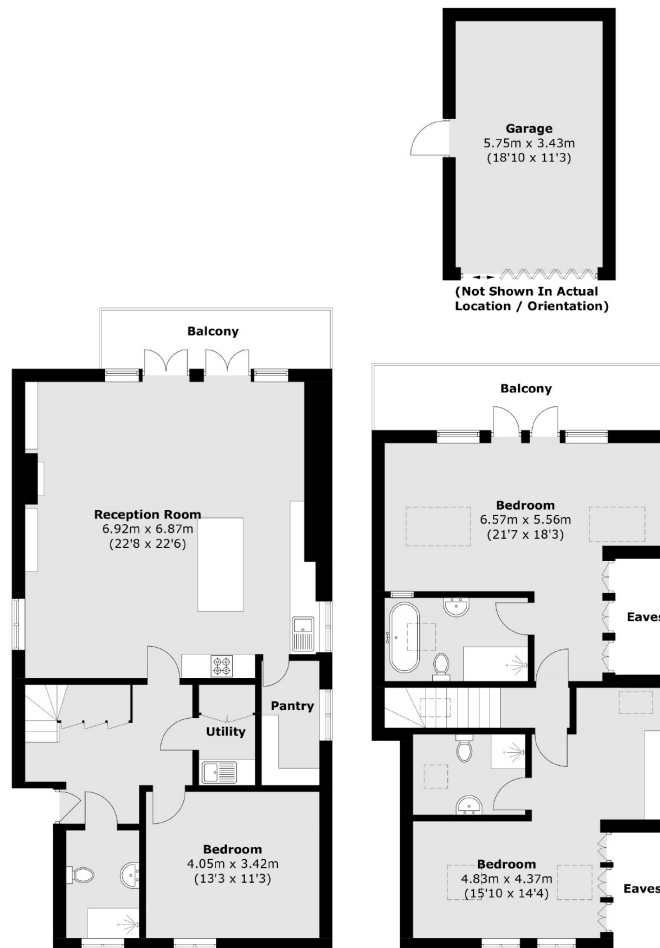 Garage
5.75m x 3.43m
(18'10 x 11'3)
(Not Shown In Actual
Location / Orientation)
Balcony
Reception Room
6.92m x 6.87m
(22'8 x 22'6)
Pantry
Utility
Bedroom
4.05m x 3.42m
(13'3 x 11'3)
Balcony
Bedroom
6.57m x 5.56m
(21'7 x 18'3)
Eaves
Bedroom
4.83m x 4.37m
(15'10 x 14'4)
Eaves